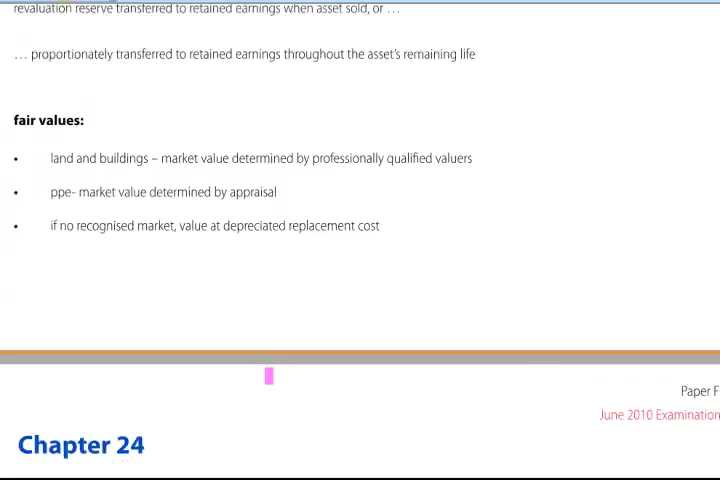 revaluation reserve transferred to retained earnings when asset sold, or …
… proportionately transferred to retained earnings throughout the asset's remaining life
fair values:
• land and buildings – market value determined by professionally qualified valuers
• ppe- market value determined by appraisal
• if no recognised market, value at depreciated replacement cost
Paper F
June 2010 Examination
Chapter 24